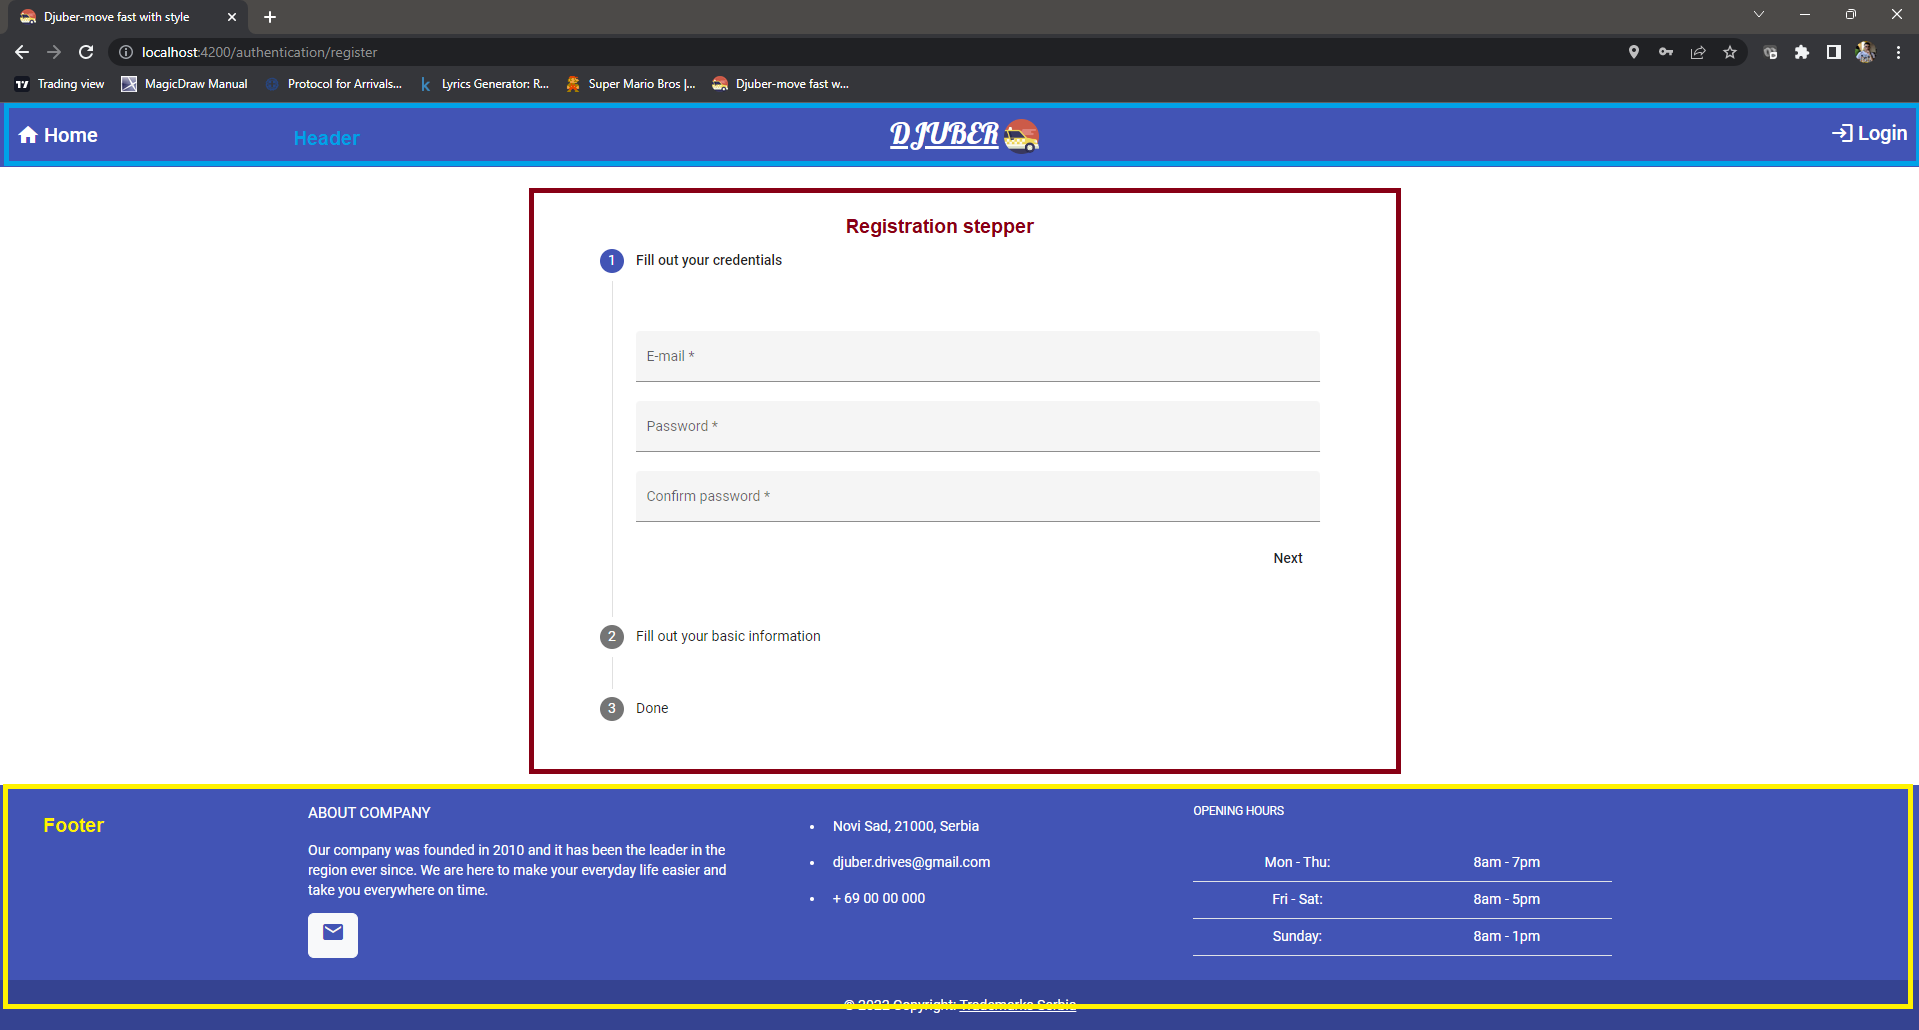 Djuber-move fast with style
localhost:4200/authentication/register
Trading view
MagicDraw Manual
Protocol for Arrivals...
Lyrics Generator: R...
Super Mario Bros |...
Djuber-move fast w...
Home
Header
DJUBER
Login
Registration stepper
1 Fill out your credentials
E-mail *
Password *
Confirm password *
Next
2 Fill out your basic information
3 Done
Footer
ABOUT COMPANY
Our company was founded in 2010 and it has been the leader in the
region ever since. We are here to make your everyday life easier and
take you everywhere on time.
• Novi Sad, 21000, Serbia
• djuber.drives@gmail.com
• + 69 00 00 000
OPENING HOURS
Mon - Thu: 8am - 7pm
Fri - Sat: 8am - 5pm
Sunday: 8am - 1pm
© 2022 Copyright: Trademarks Serbia